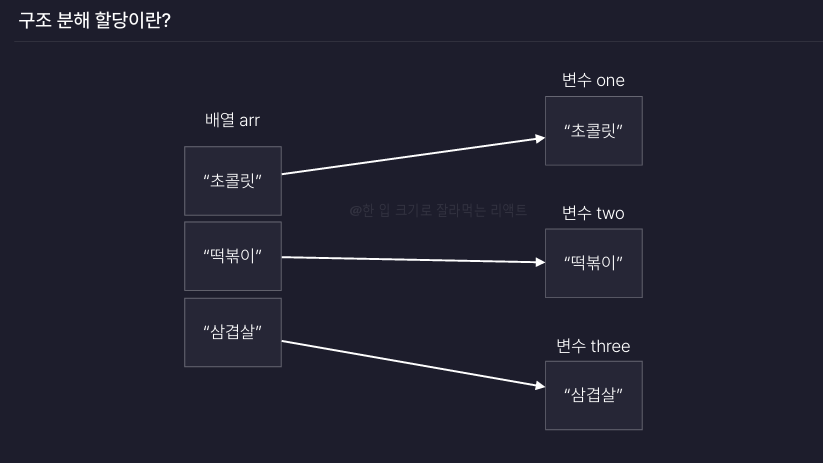 구조 분해 할당이란?
배열 arr
“초콜릿”
“떡볶이”
“삼겹살”
@한 입 크기로 잘라먹는 리액트
변수 one
“초콜릿”
변수 two
“떡볶이”
변수 three
“삼겹살”